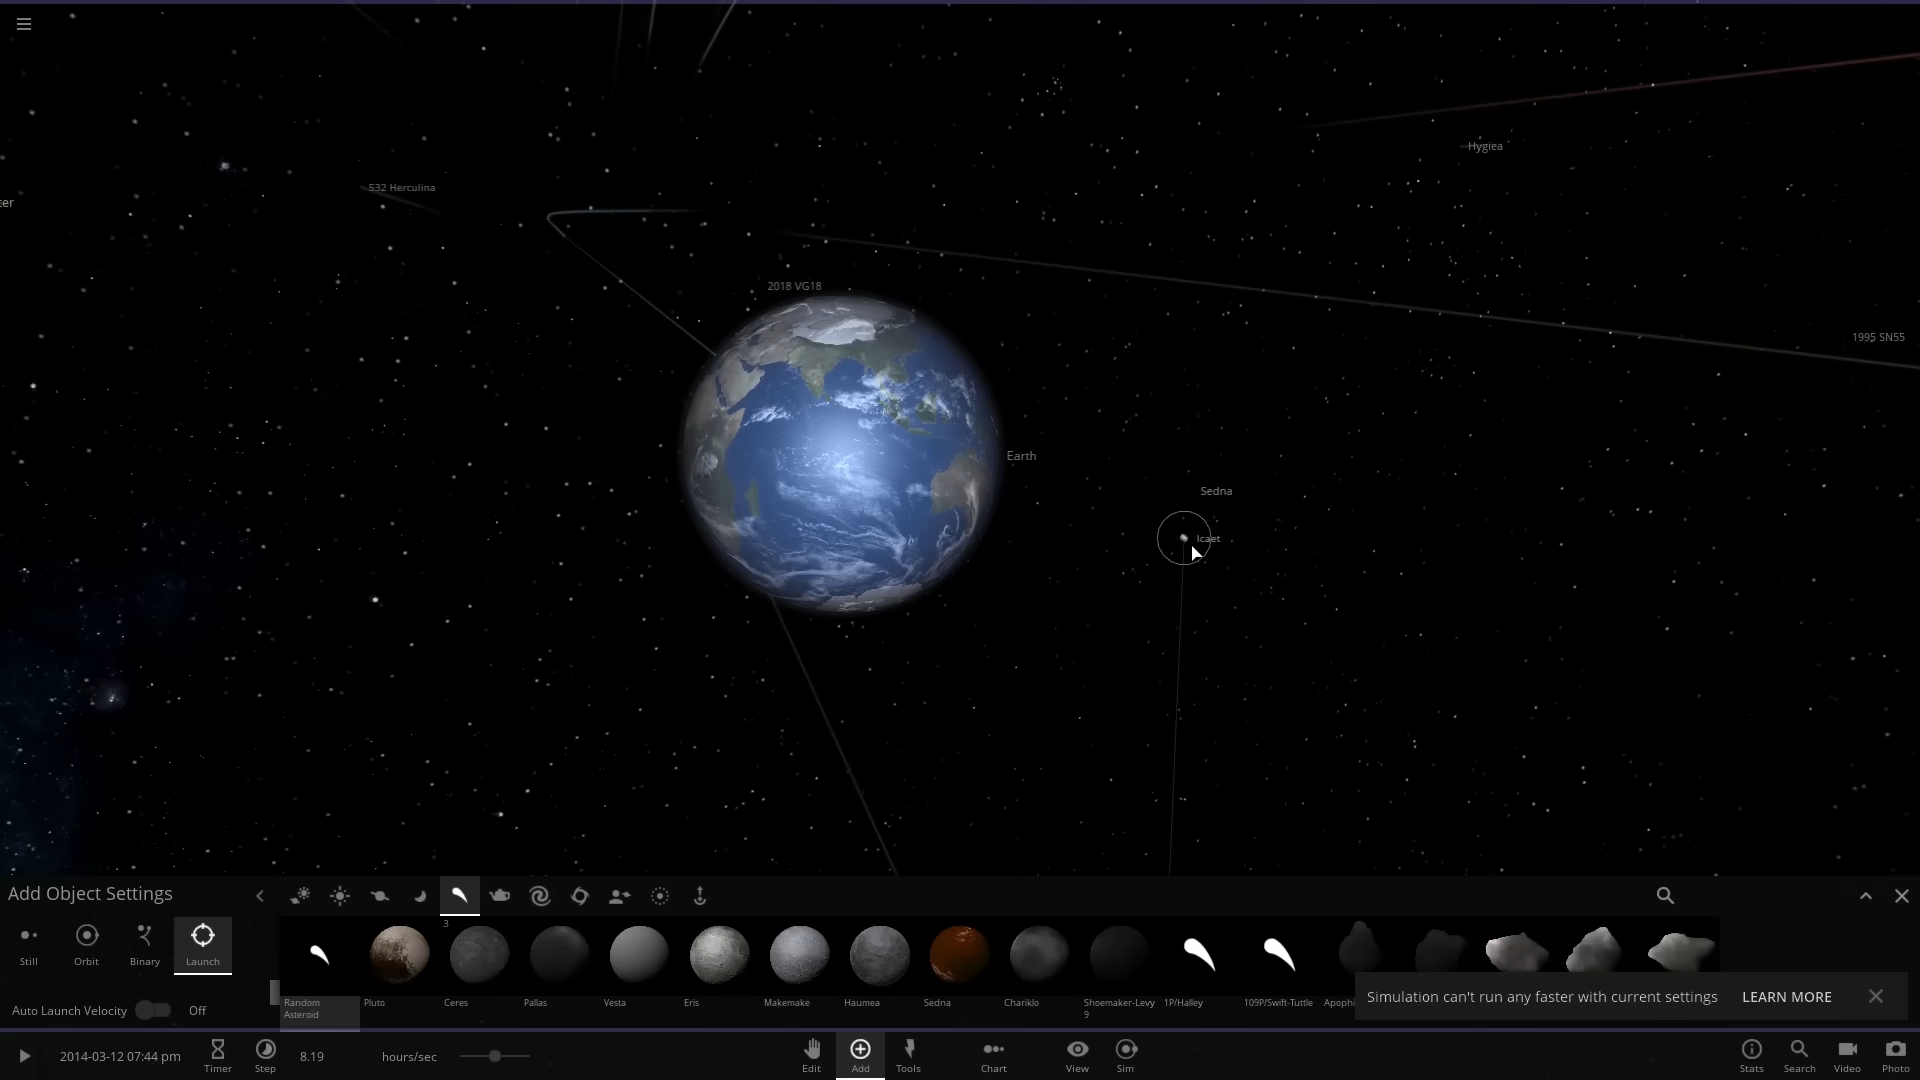 Hygiea
532 Herculina
ter
2018 VG18
1995 SN55
Earth
Sedna
Icaet
Add Object Settings
Still
Orbit
Binary
Launch
3
Random Asteroid
Pluto
Ceres
Pallas
Vesta
Eris
Makemake
Haumea
Sedna
Chariklo
Shoemaker-Levy 9
1P/Halley
109P/Swift-Tuttle
Apophi
Simulation can't run any faster with current settings
LEARN MORE
Auto Launch Velocity
Off
2014-03-12 07:44 pm
Timer
Step
8.19
hours/sec
Edit
Add
Tools
Chart
View
Sim
Stats
Search
Video
Photo